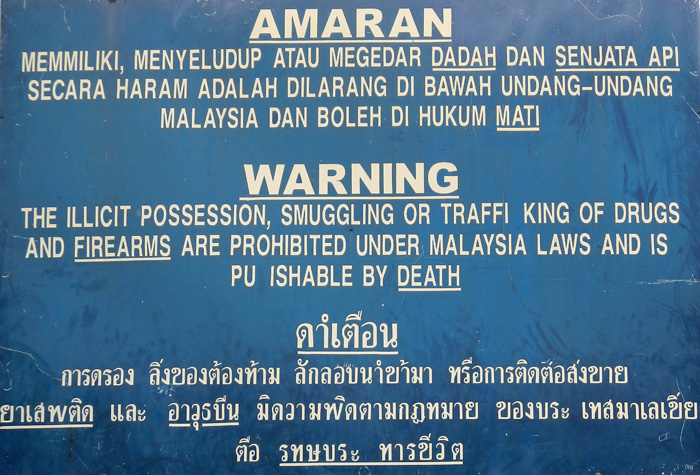 AMARAN
MEMMILIKI, MENYELUDUP ATAU MEGEDAR DADAH DAN SENJATA API
SECARA HARAM ADALAH DILARANG DI BAWAH UNDANG-UNDANG
MALAYSIA DAN BOLEH DI HUKUM MATI
WARNING
THE ILLICIT POSSESSION, SMUGGLING OR TRAFFI KING OF DRUGS
AND FIREARMS ARE PROHIBITED UNDER MALAYSIA LAWS AND IS
PU ISHABLE BY DEATH
ดำเตือน
การดรอง ลิ่งของต้องท้าม ลักลอบนำข้ามา ทรือการติดต่อส่งขาย
ยาเสพติด และ อาวุธบืน มิดวามพิดตามกฎทมาย ของประ เทสมาเลเขีย
ตือ รทษประ ทารขีวิต